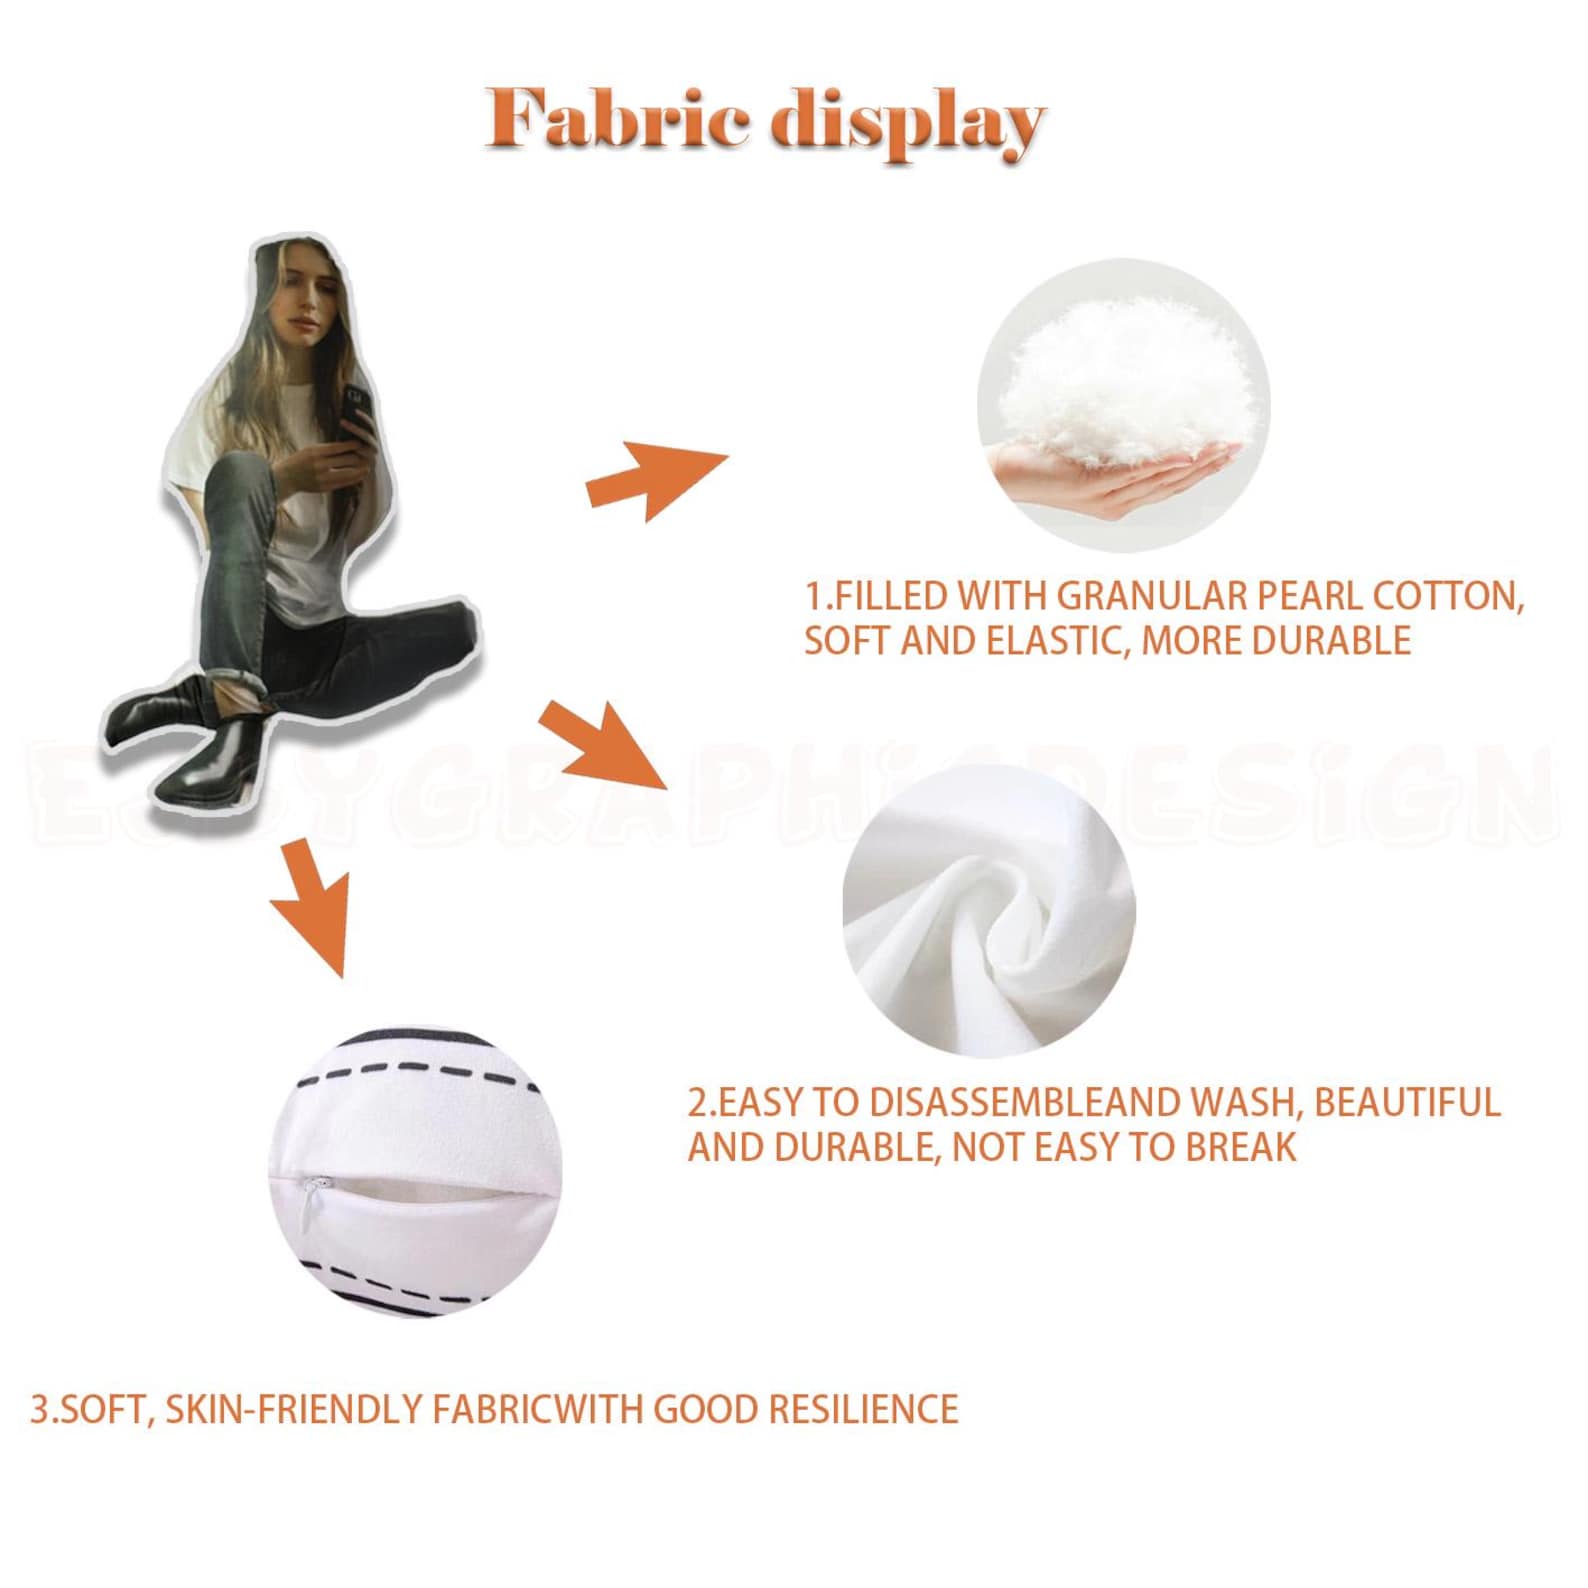 Fabric display
1.FILLED WITH GRANULAR PEARL COTTON,
SOFT AND ELASTIC, MORE DURABLE
2.EASY TO DISASSEMBLEAND WASH, BEAUTIFUL
AND DURABLE, NOT EASY TO BREAK
3.SOFT, SKIN-FRIENDLY FABRICWITH GOOD RESILIENCE